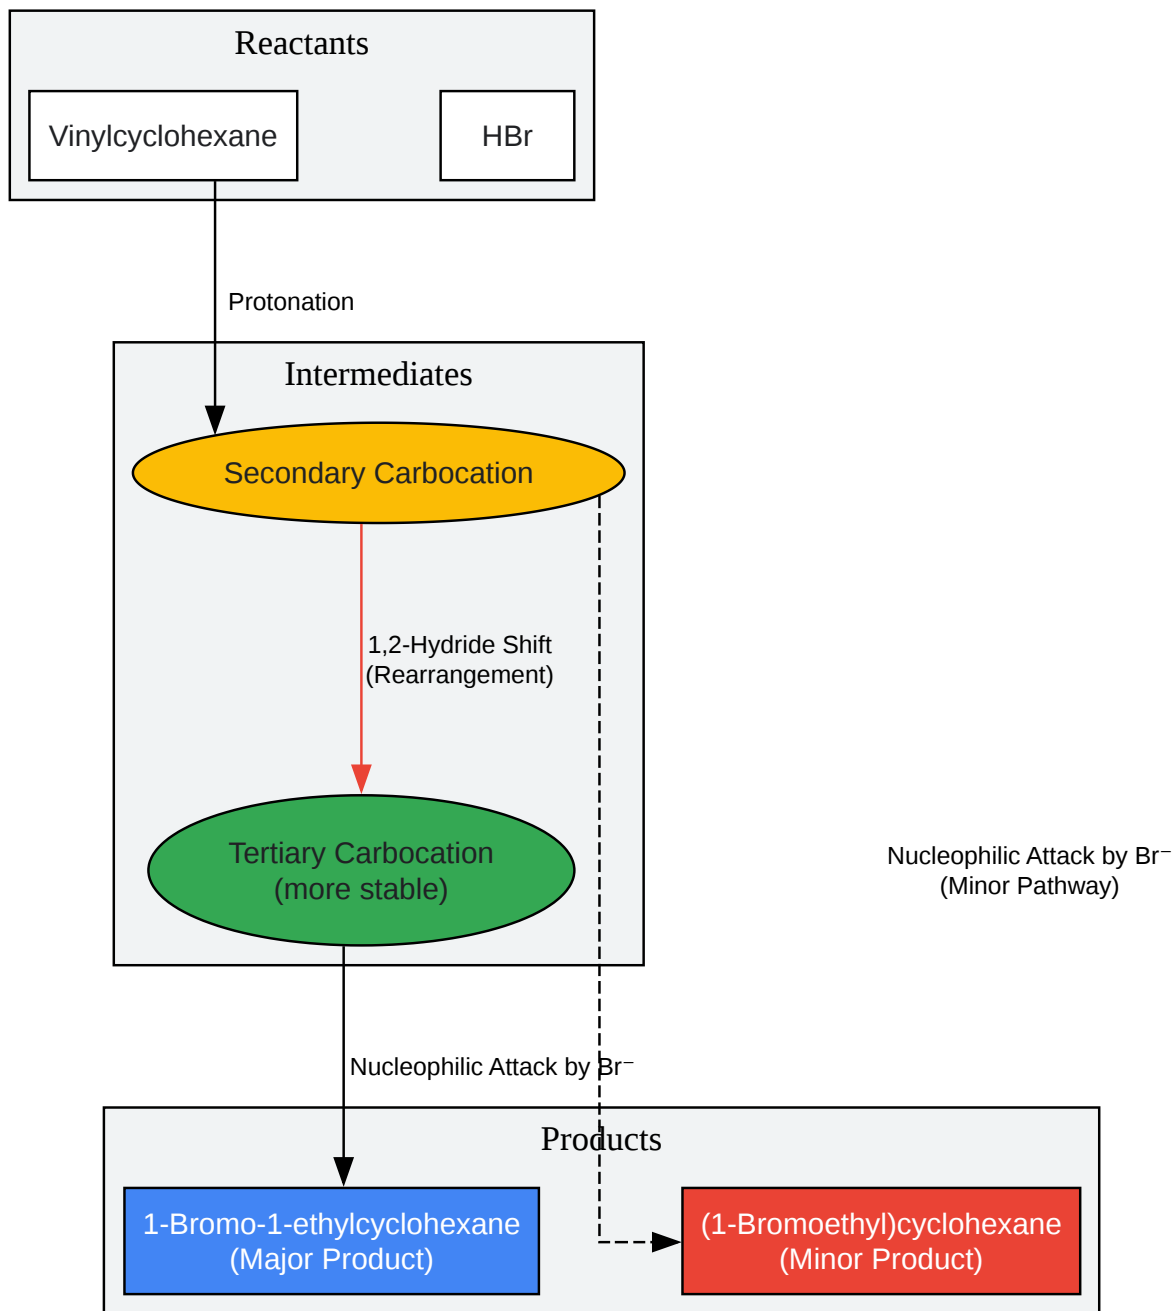 Reactants
Vinylcyclohexane
HBr
Protonation
Intermediates
Secondary Carbocation
1,2-Hydride Shift
(Rearrangement)
Tertiary Carbocation
(more stable)
Nucleophilic Attack by Br⁻
(Minor Pathway)
Nucleophilic Attack by Br⁻
Products
1-Bromo-1-ethylcyclohexane
(Major Product)
(1-Bromoethyl)cyclohexane
(Minor Product)